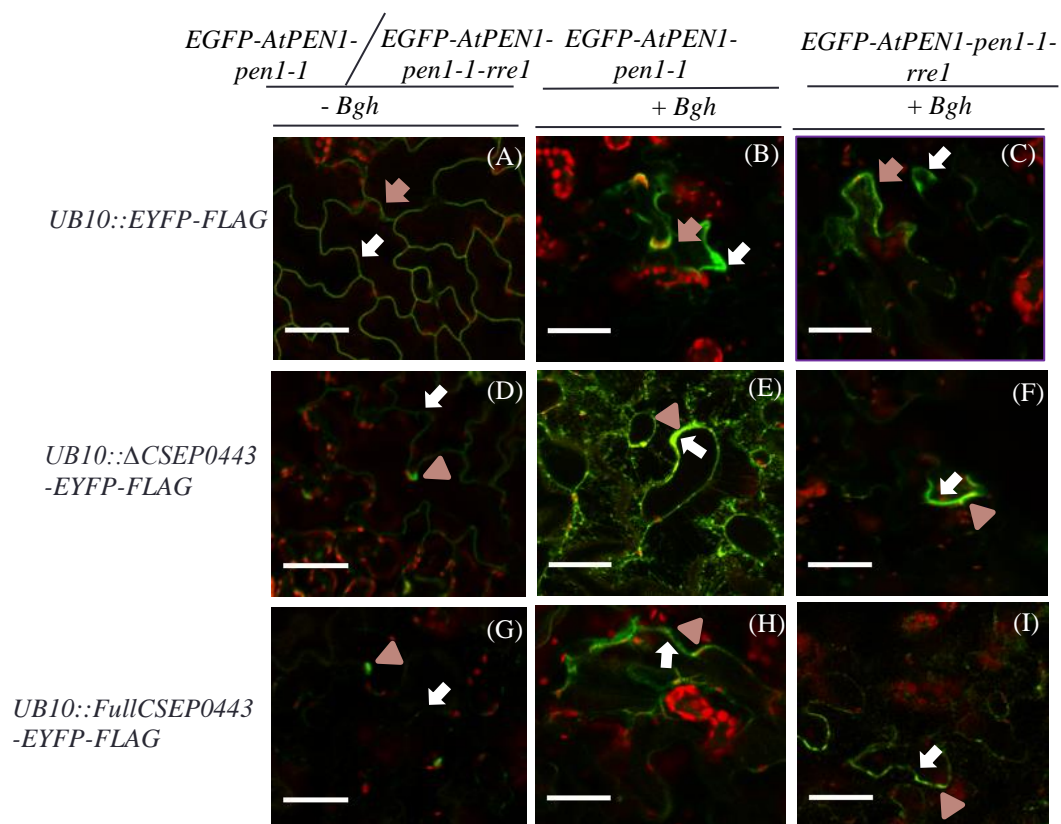 EGFP-AtPEN1-
pen1-1
EGFP-AtPEN1-
pen1-1-rre1
EGFP-AtPEN1-
pen1-1
EGFP-AtPEN1-pen1-1-
rre1
- Bgh
+ Bgh
+ Bgh
UB10::EYFP-FLAG
(A)
(B)
(C)
UB10::ΔCSEP0443
-EYFP-FLAG
(D)
(E)
(F)
UB10::FullCSEP0443
-EYFP-FLAG
(G)
(H)
(I)